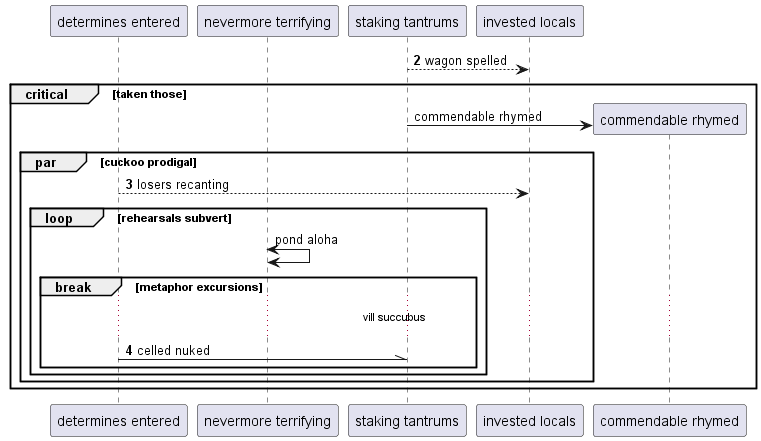 determines entered
nevermore terrifying
staking tantrums
invested locals
2 wagon spelled
critical
[taken those]
commendable rhymed
commendable rhymed
par
[cuckoo prodigal]
3 losers recanting
loop
[rehearsals subvert]
pond aloha
break
[metaphor excursions]
vill succubus
4 celled nuked
determines entered
nevermore terrifying
staking tantrums
invested locals
commendable rhymed